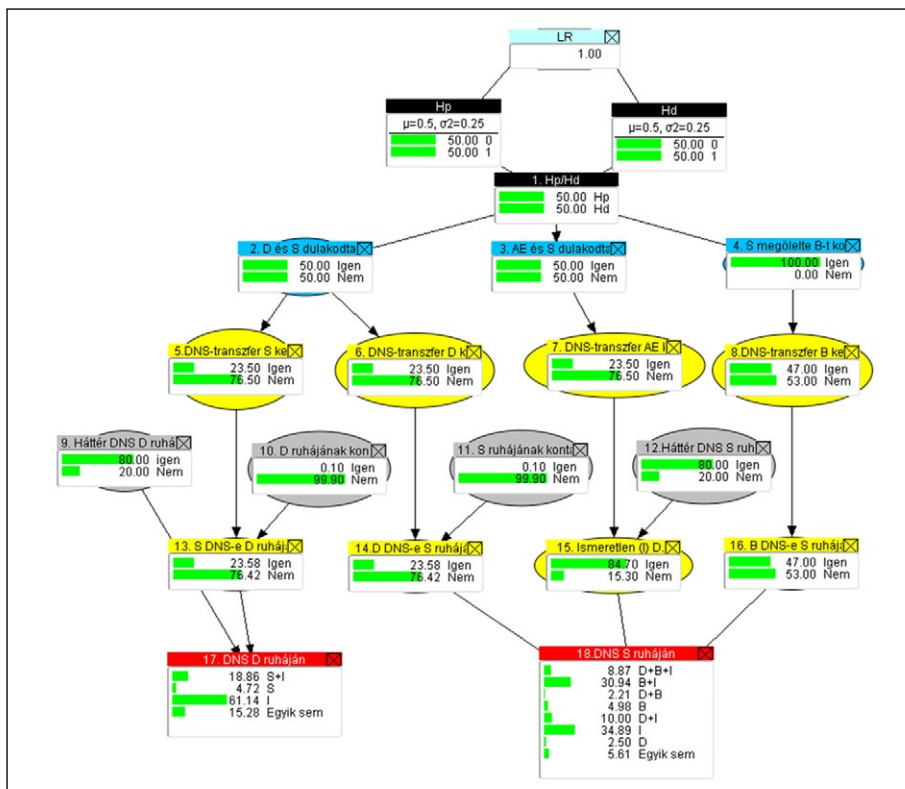 LR
1.00
Hp
μ=0.5, σ2=0.25
50.00 0
50.00 1
Hd
μ=0.5, σ2=0.25
50.00 0
50.00 1
1. Hp/Hd
50.00 Hp
50.00 Hd
2. D és S dulakodta
50.00 Igen
50.00 Nem
3. AE és S dulakodta
50.00 Igen
50.00 Nem
4. S megölelte B-t ko
100.00 Igen
0.00 Nem
5.DNS-transzfer S ke
23.50 Igen
76.50 Nem
6. DNS-transzfer D k
23.50 Igen
76.50 Nem
7. DNS-transzfer AE
23.50 Igen
76.50 Nem
8.DNS-transzfer B ke
47.00 Igen
53.00 Nem
9. Háttér DNS D ruhá
80.00 igen
20.00 Nem
10. D ruhájának kon
0.10 Igen
99.90 Nem
11. S ruhájának kont
0.10 Igen
99.90 Nem
12.Háttér DNS S ruh
80.00 Igen
20.00 Nem
13. S DNS-e D ruhájá
23.58 Igen
76.42 Nem
14.D DNS-e S ruhájá
23.58 Igen
76.42 Nem
15. Ismeretlen (I) D
84.70 Igen
15.30 Nem
16. B DNS-e S ruhájá
47.00 Igen
53.00 Nem
17. DNS D ruháján
18.86 S+I
4.72 S
61.14 I
15.28 Egyik sem
18.DNS S ruháján
8.87 D+B+I
30.94 B+I
2.21 D+B
4.98 B
10.00 D+I
34.89 I
2.50 D
5.61 Egyik sem